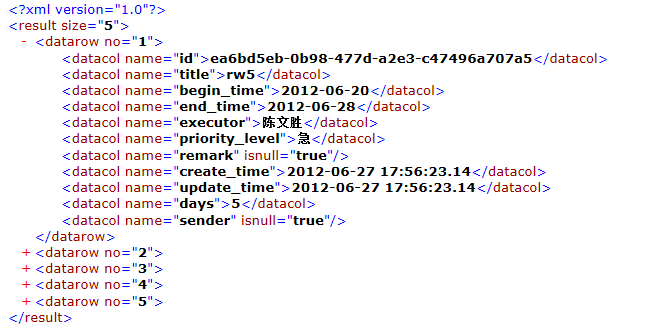 <?xml version="1.0"?>
<result size="5">
- <datarow no="1">
<datacol name="id">ea6bd5eb-0b98-477d-a2e3-c47496a707a5</datacol>
<datacol name="title">rw5</datacol>
<datacol name="begin_time">2012-06-20</datacol>
<datacol name="end_time">2012-06-28</datacol>
<datacol name="executor">陈文胜</datacol>
<datacol name="priority_level">急</datacol>
<datacol name="remark" isnull="true"/>
<datacol name="create_time">2012-06-27 17:56:23.14</datacol>
<datacol name="update_time">2012-06-27 17:56:23.14</datacol>
<datacol name="days">5</datacol>
<datacol name="sender" isnull="true"/>
</datarow>
+ <datarow no="2">
+ <datarow no="3">
+ <datarow no="4">
+ <datarow no="5">
</result>